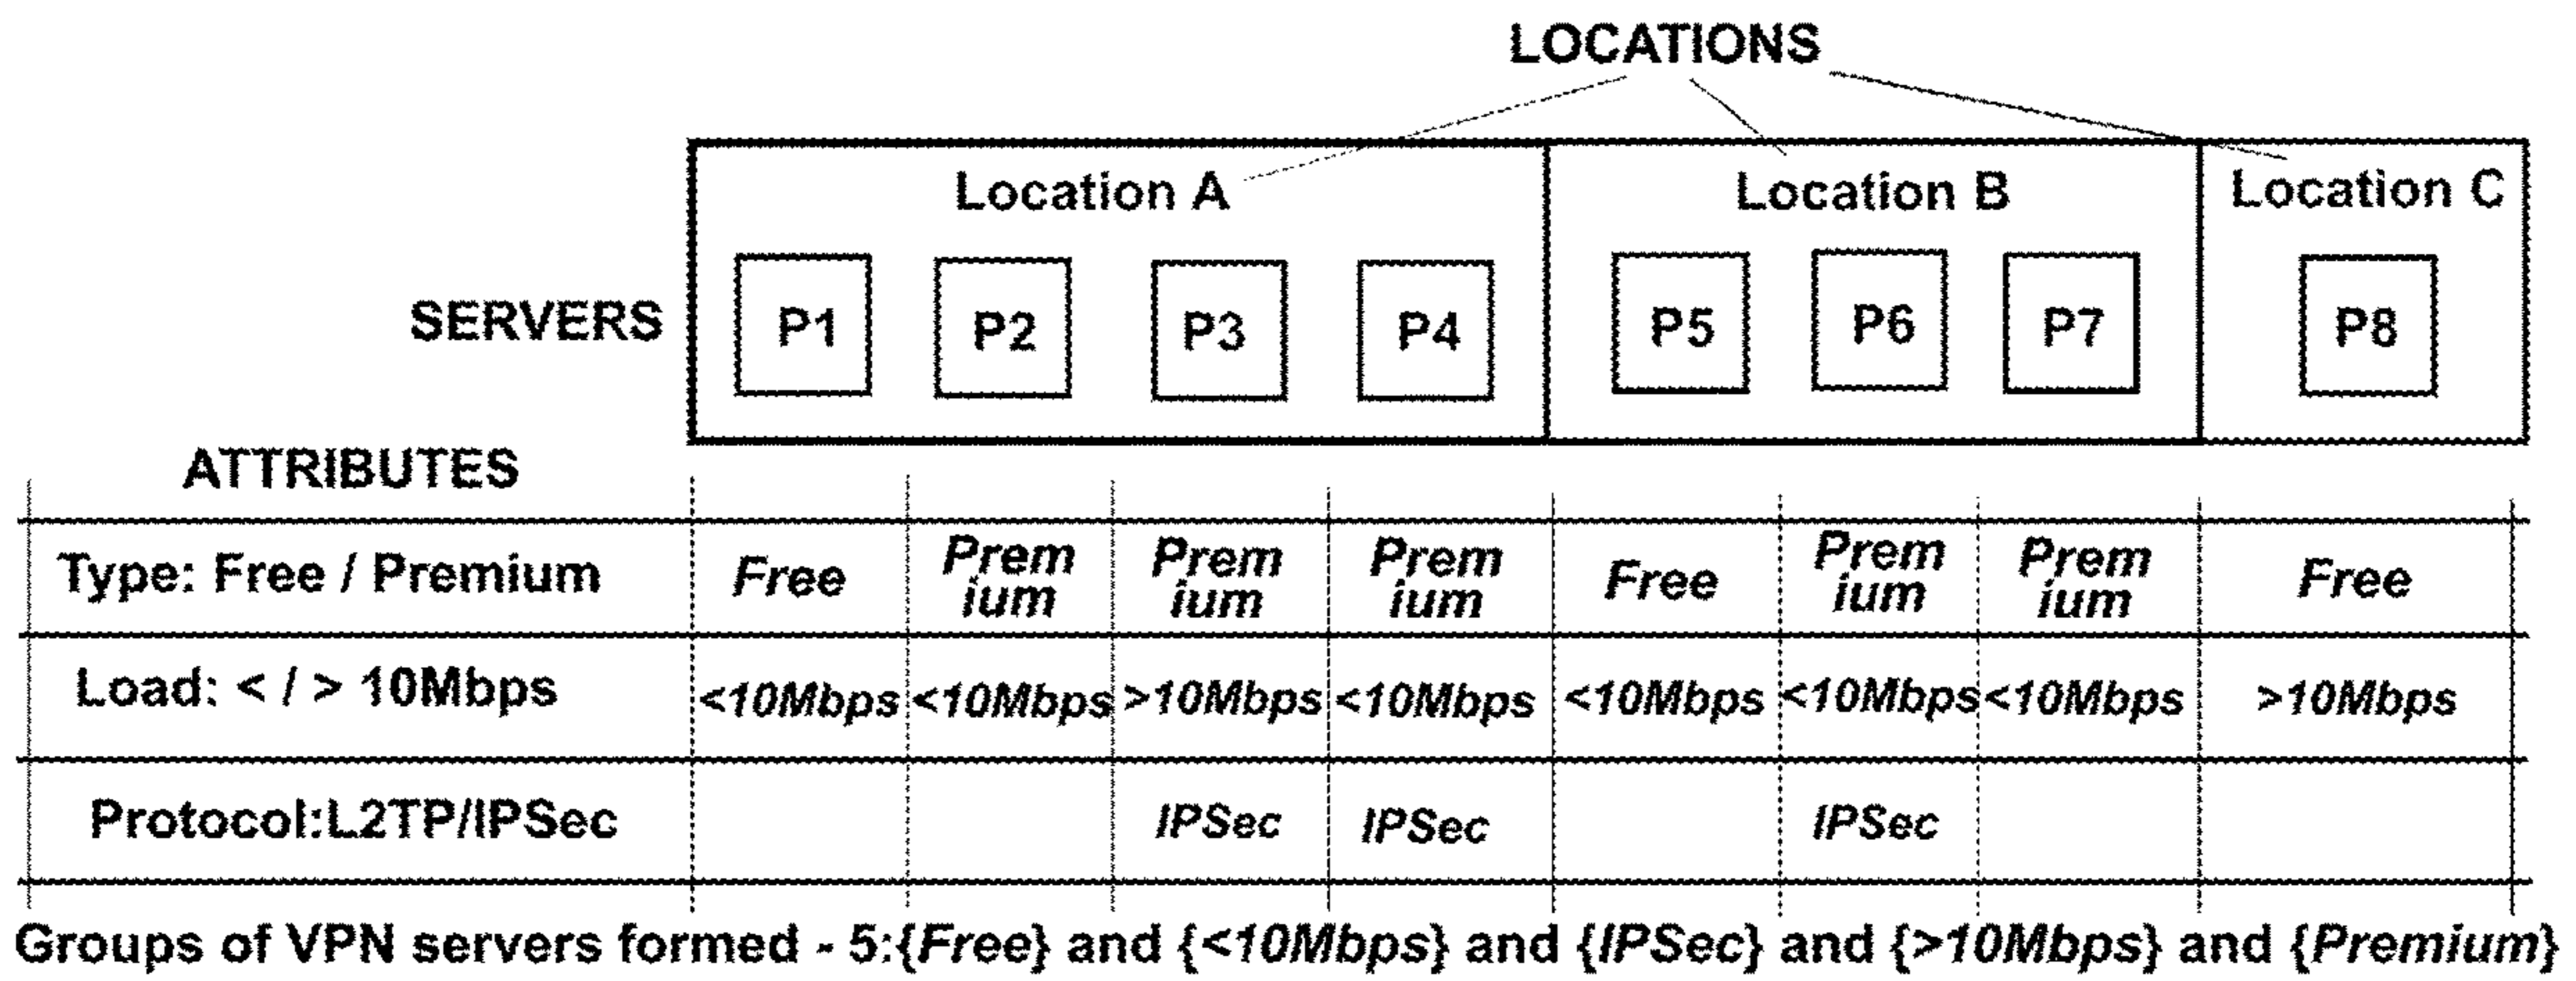 LOCATIONS
Location A Location B Location C
SERVERS P1 P2 P3 P4 P5 P6 P7 P8
ATTRIBUTES
Type: Free / Premium Free Prem ium Prem ium Prem ium Free Prem ium Prem ium Free
Load: < / > 10Mbps <10Mbps <10Mbps >10Mbps <10Mbps <10Mbps <10Mbps <10Mbps >10Mbps
Protocol:L2TP/IPSec IPSec IPSec IPSec
Groups of VPN servers formed - 5:{Free} and {<10Mbps} and {IPSec} and {>10Mbps} and {Premium}